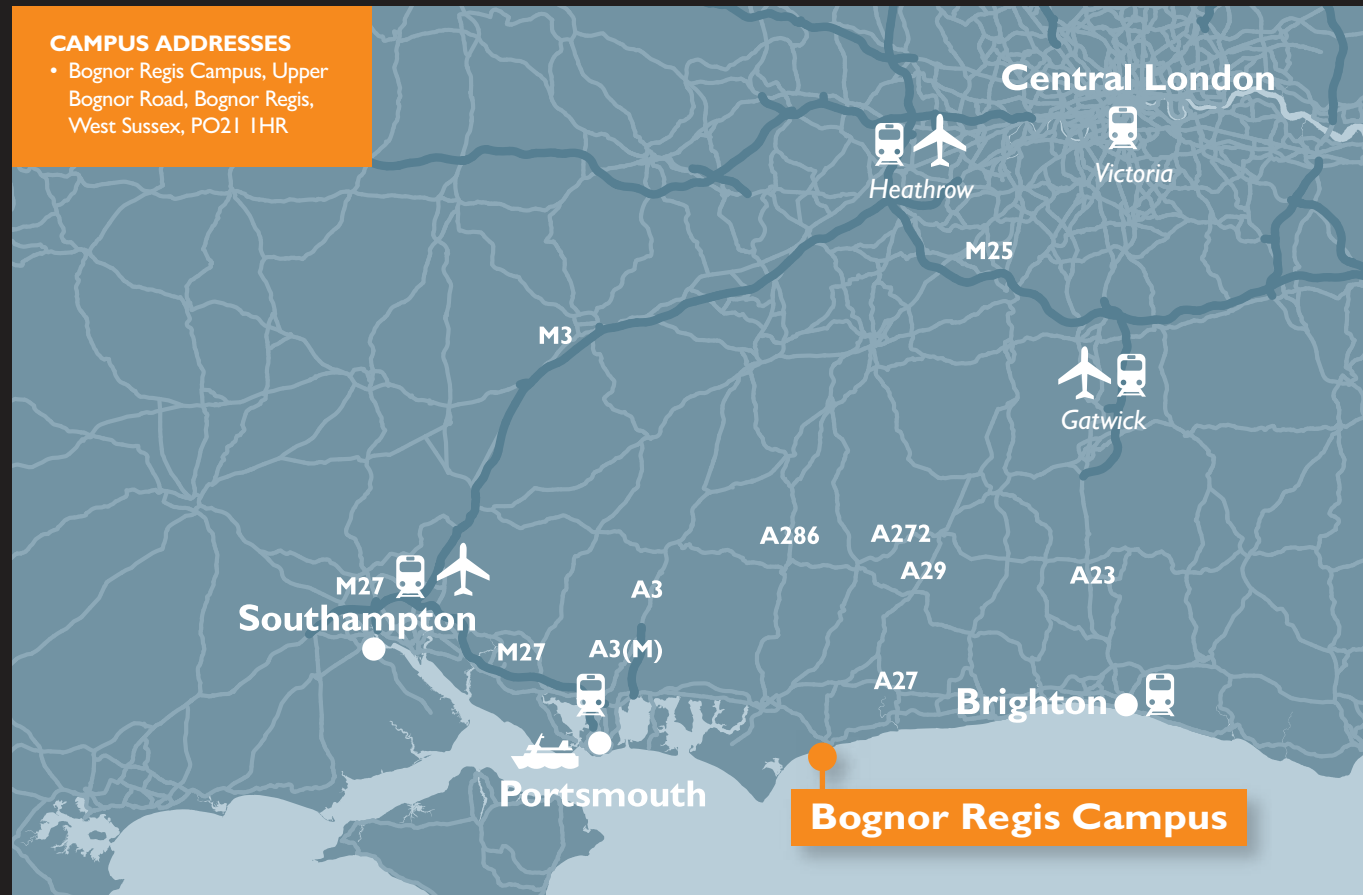 CAMPUS ADDRESSES
• Bognor Regis Campus, Upper
Bognor Road, Bognor Regis,
West Sussex, PO21 1HR
Central London
Victoria
Heathrow
M25
M3
Gatwick
A286
A272
A29
A23
M27
A3
Southampton
M27
A3(M)
A27
Brighton
Portsmouth
Bognor Regis Campus